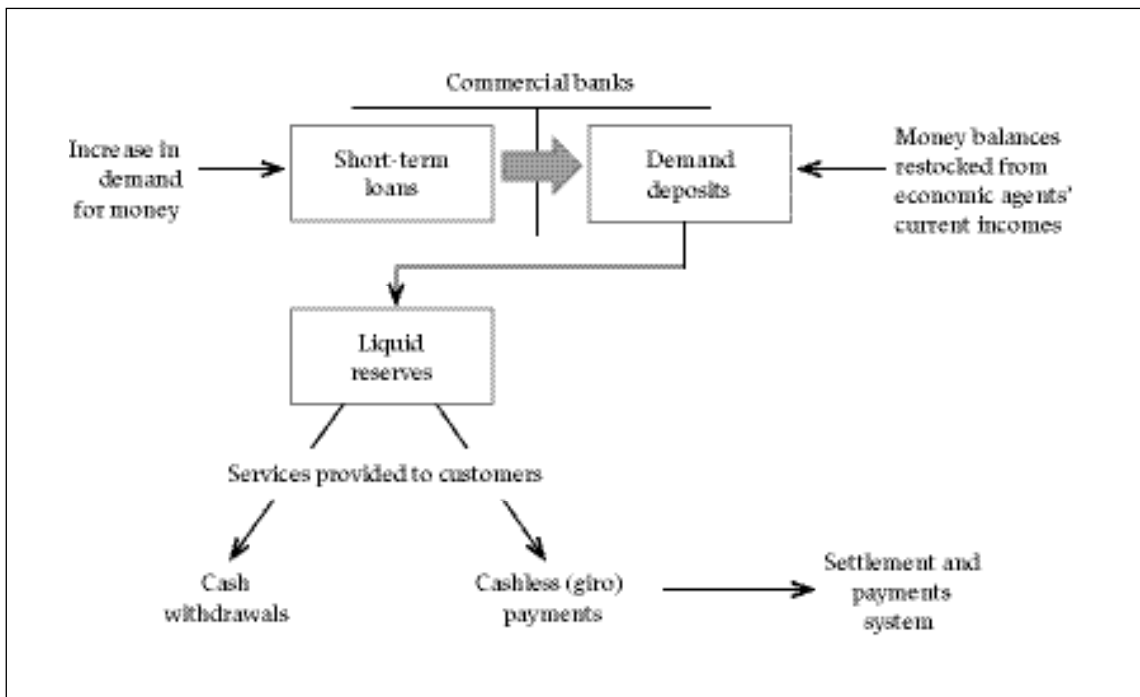 Commercial banks
Increase in
demand
for money
Short-term
loans
Demand
deposits
Money balances
restocked from
economic agents'
current incomes
Liquid
reserves
Services provided to customers
Cash
withdrawals
Cashless (giro)
payments
Settlement and
payments
system